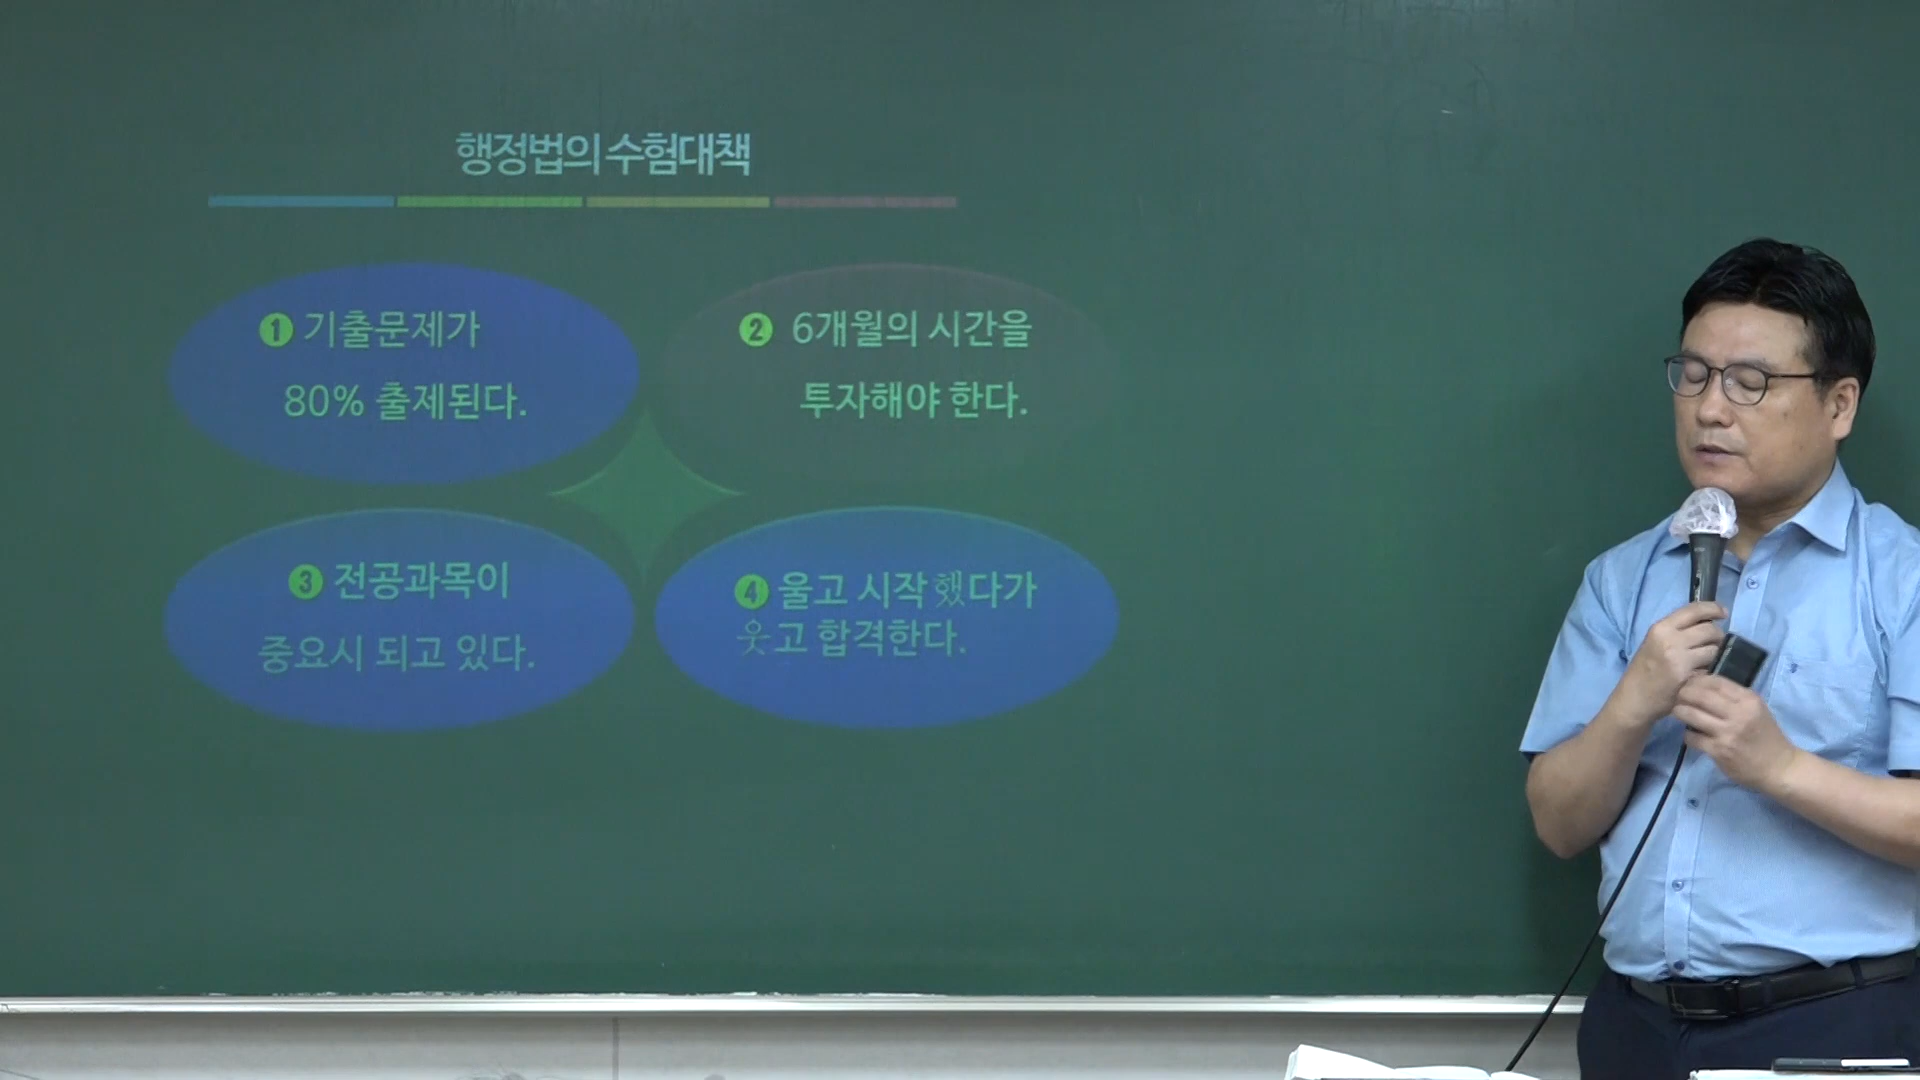 행정법의 수험대책
❶ 기출문제가
80% 출제된다.
❷ 6개월의 시간을
투자해야 한다.
❸ 전공과목이
중요시 되고 있다.
❹ 울고 시작했다가
웃고 합격한다.